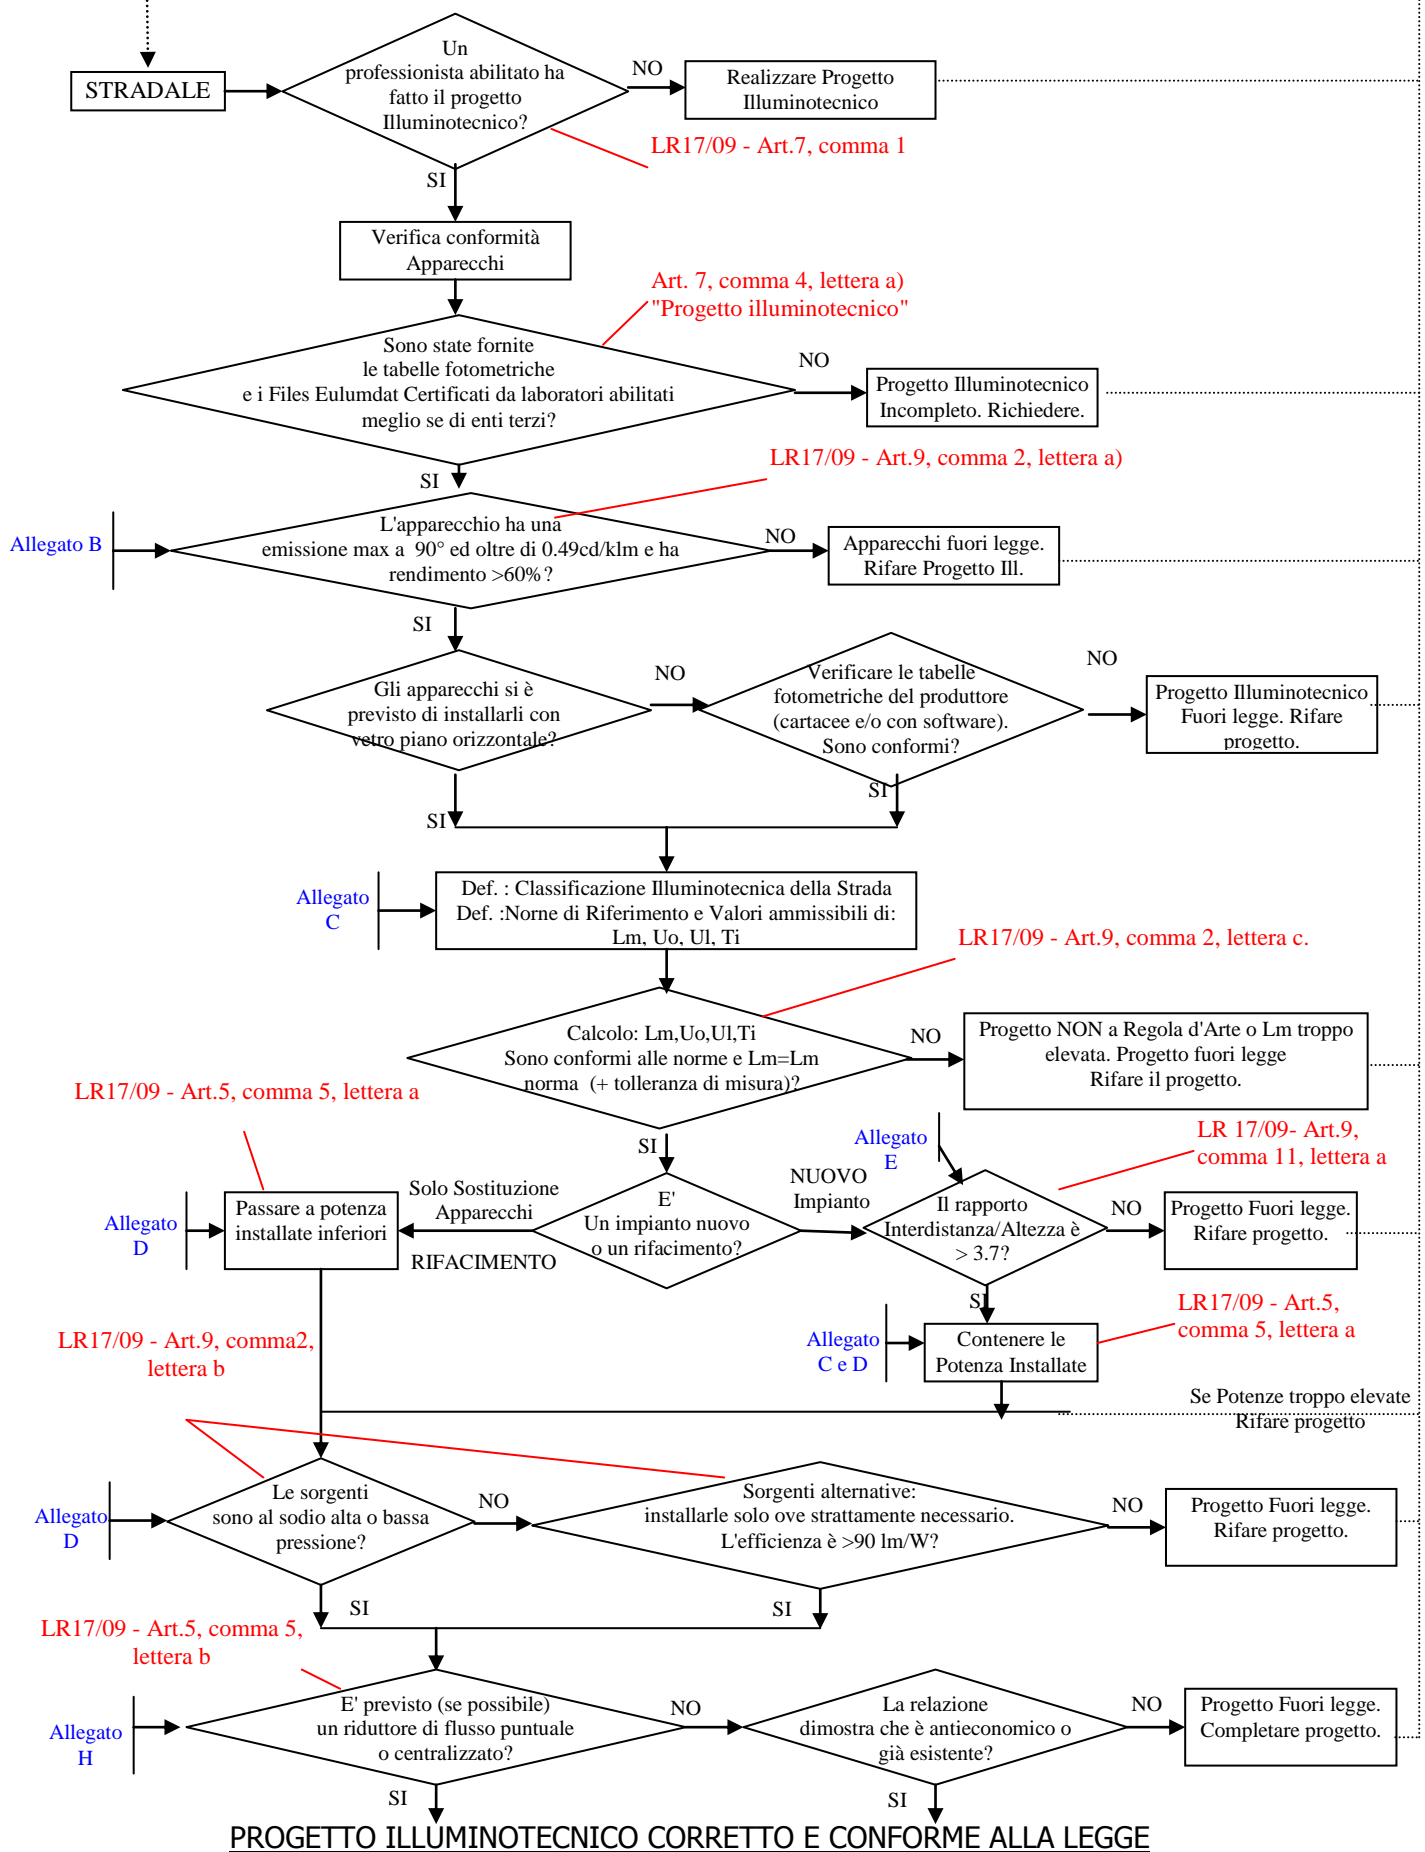 Un
professionista abilitato ha
fatto il progetto
Illuminotecnico?
STRADALE
NO
Realizzare Progetto
Illuminotecnico
LR17/09 - Art.7, comma 1
SI
Verifica conformità
Apparecchi
Art. 7, comma 4, lettera a)
"Progetto illuminotecnico"
Sono state fornite
le tabelle fotometriche
e i Files Eulumdat Certificati da laboratori abilitati
meglio se di enti terzi?
NO
Progetto Illuminotecnico
Incompleto. Richiedere.
SI
LR17/09 - Art.9, comma 2, lettera a)
Allegato B
L'apparecchio ha una
emissione max a 90° ed oltre di 0.49cd/klm e ha
rendimento >60%?
NO
Apparecchi fuori legge.
Rifare Progetto Ill.
SI
Gli apparecchi si è
previsto di installarli con
vetro piano orizzontale?
NO
Verificare le tabelle
fotometriche del produttore
(cartacee e/o con software).
Sono conformi?
NO
Progetto Illuminotecnico
Fuori legge. Rifare
progetto.
SI
SI
Allegato
C
Def. : Classificazione Illuminotecnica della Strada
Def. :Norne di Riferimento e Valori ammissibili di:
Lm, Uo, Ul, Ti
LR17/09 - Art.9, comma 2, lettera c.
Calcolo: Lm,Uo,Ul,Ti
Sono conformi alle norme e Lm=Lm
norma (+ tolleranza di misura)?
NO
Progetto NON a Regola d'Arte o Lm troppo
elevata. Progetto fuori legge
Rifare il progetto.
LR17/09 - Art.5, comma 5, lettera a
SI
Allegato
E
LR 17/09- Art.9,
comma 11, lettera a
Allegato
D
Passare a potenza
installate inferiori
Solo Sostituzione
Apparecchi
RIFACIMENTO
E'
Un impianto nuovo
o un rifacimento?
NUOVO
Impianto
Il rapporto
Interdistanza/Altezza è
> 3.7?
NO
Progetto Fuori legge.
Rifare progetto.
SI
LR17/09 - Art.5,
comma 5, lettera a
LR17/09 - Art.9, comma2,
lettera b
Allegato
C e D
Contenere le
Potenza Installate
Se Potenze troppo elevate
Rifare progetto
Allegato
D
Le sorgenti
sono al sodio alta o bassa
pressione?
NO
Sorgenti alternative:
installarle solo ove strattamente necessario.
L'efficienza è >90 lm/W?
NO
Progetto Fuori legge.
Rifare progetto.
SI
SI
LR17/09 - Art.5, comma 5,
lettera b
Allegato
H
E' previsto (se possibile)
un riduttore di flusso puntuale
o centralizzato?
NO
La relazione
dimostra che è antieconomico o
già esistente?
NO
Progetto Fuori legge.
Completare progetto.
SI
SI
PROGETTO ILLUMINOTECNICO CORRETTO E CONFORME ALLA LEGGE